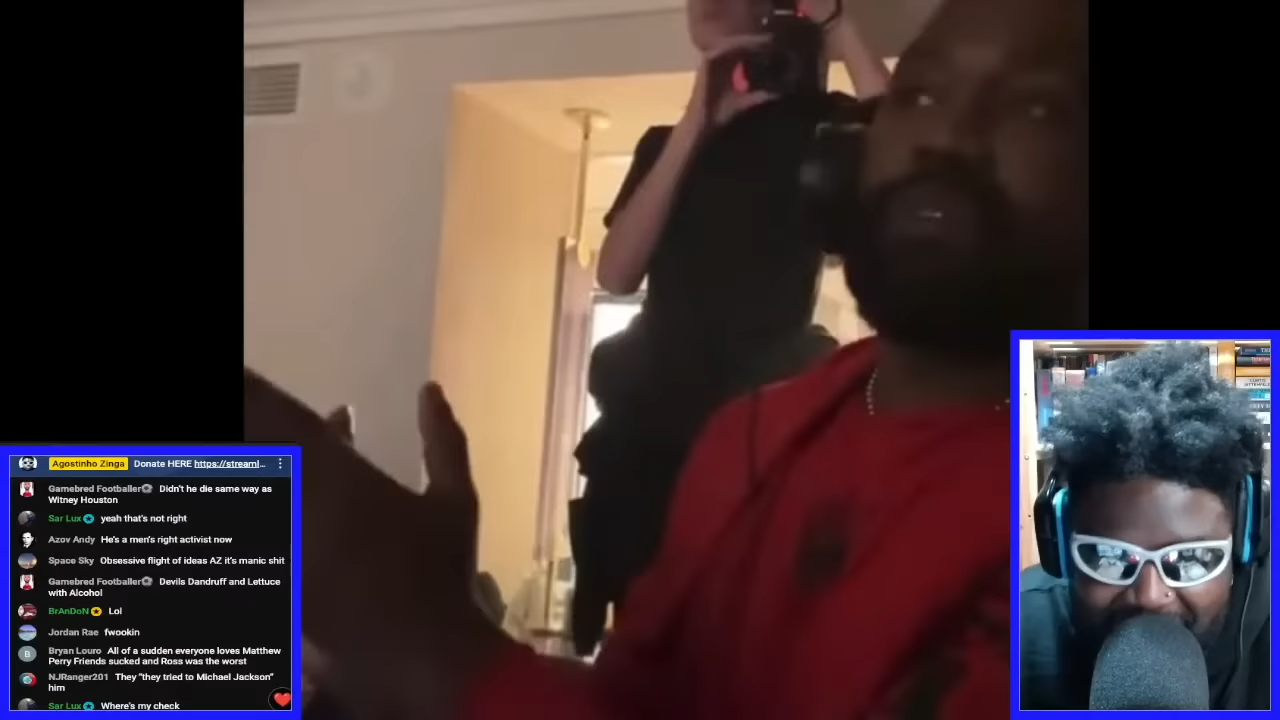 Agostinho Zinga Donate HERE https://streaml...
Gamebred Footballer Didn't he die same way as
Witney Houston
Sar Lux yeah that's not right
Azov Andy He's a men's right activist now
Space Sky Obsessive flight of ideas AZ it's manic shit
Gamebred Footballer Devils Dandruff and Lettuce
with Alcohol
BrAnDoN Lol
Jordan Rae fwookin
B
Bryan Louro All of a sudden everyone loves Matthew
Perry Friends sucked and Ross was the worst
NJRanger201 They "they tried to Michael Jackson"
him
Sar Lux Where's my check